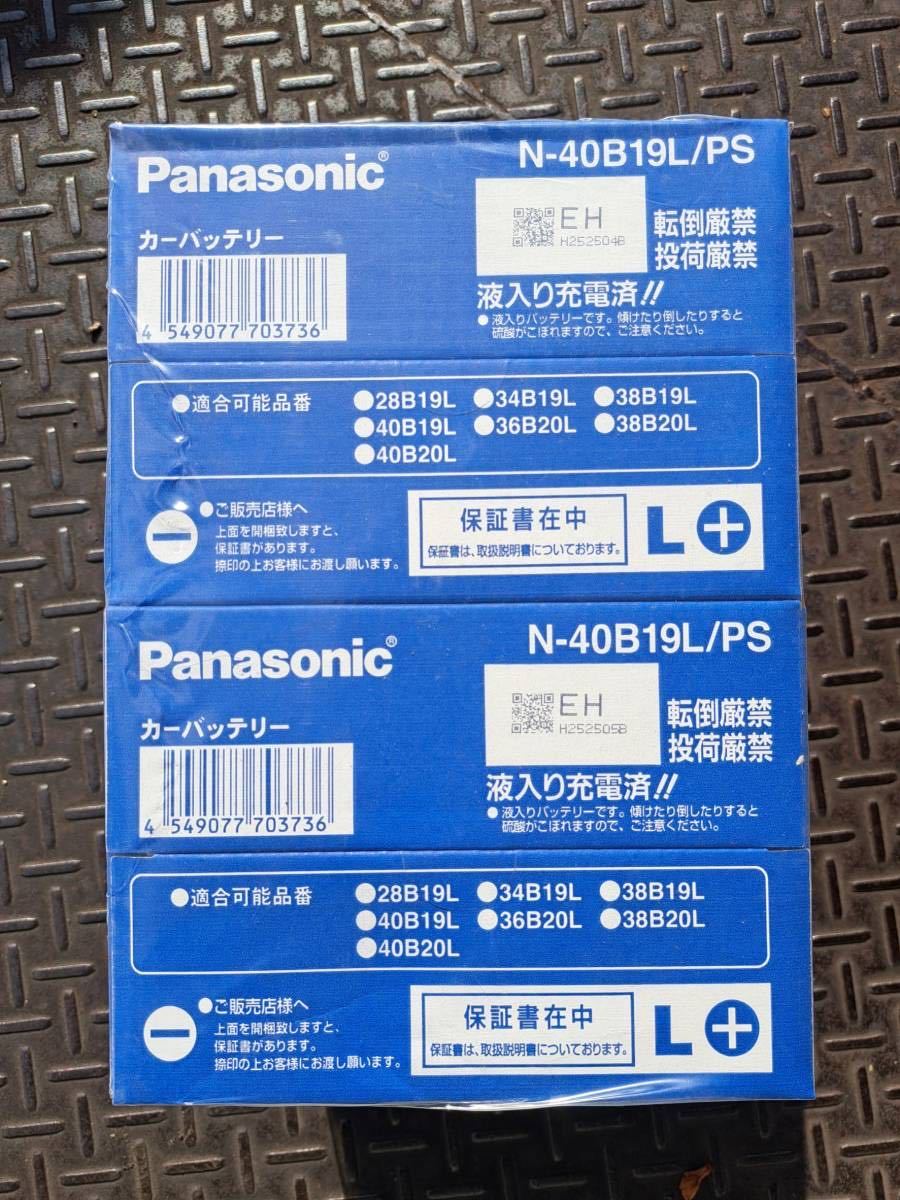 Panasonic®
N-40B19L/PS
カーバッテリー
EH
H252504B
転倒厳禁
投荷厳禁
4 549077 703736
液入り充電済!!
●液入りバッテリーです。傾けたり倒したりすると
硫酸がこぼれますので、ご注意ください。
●適合可能品番 ●28B19L ●34B19L ●38B19L
●40B19L ●36B20L ●38B20L
●40B20L
●ご販売店様へ
上面を開梱致しますと、
保証書があります。
捺印の上お客様にお渡し願います。
保証書在中
保証書は、取扱説明書についております。
L+
Panasonic®
N-40B19L/PS
カーバッテリー
EH
H252505B
転倒厳禁
投荷厳禁
4 549077 703736
液入り充電済!!
●液入りバッテリーです。傾けたり倒したりすると
硫酸がこぼれますので、ご注意ください。
●適合可能品番 ●28B19L ●34B19L ●38B19L
●40B19L ●36B20L ●38B20L
●40B20L
●ご販売店様へ
上面を開梱致しますと、
保証書があります。
捺印の上お客様にお渡し願います。
保証書在中
保証書は、取扱説明書についております。
L+